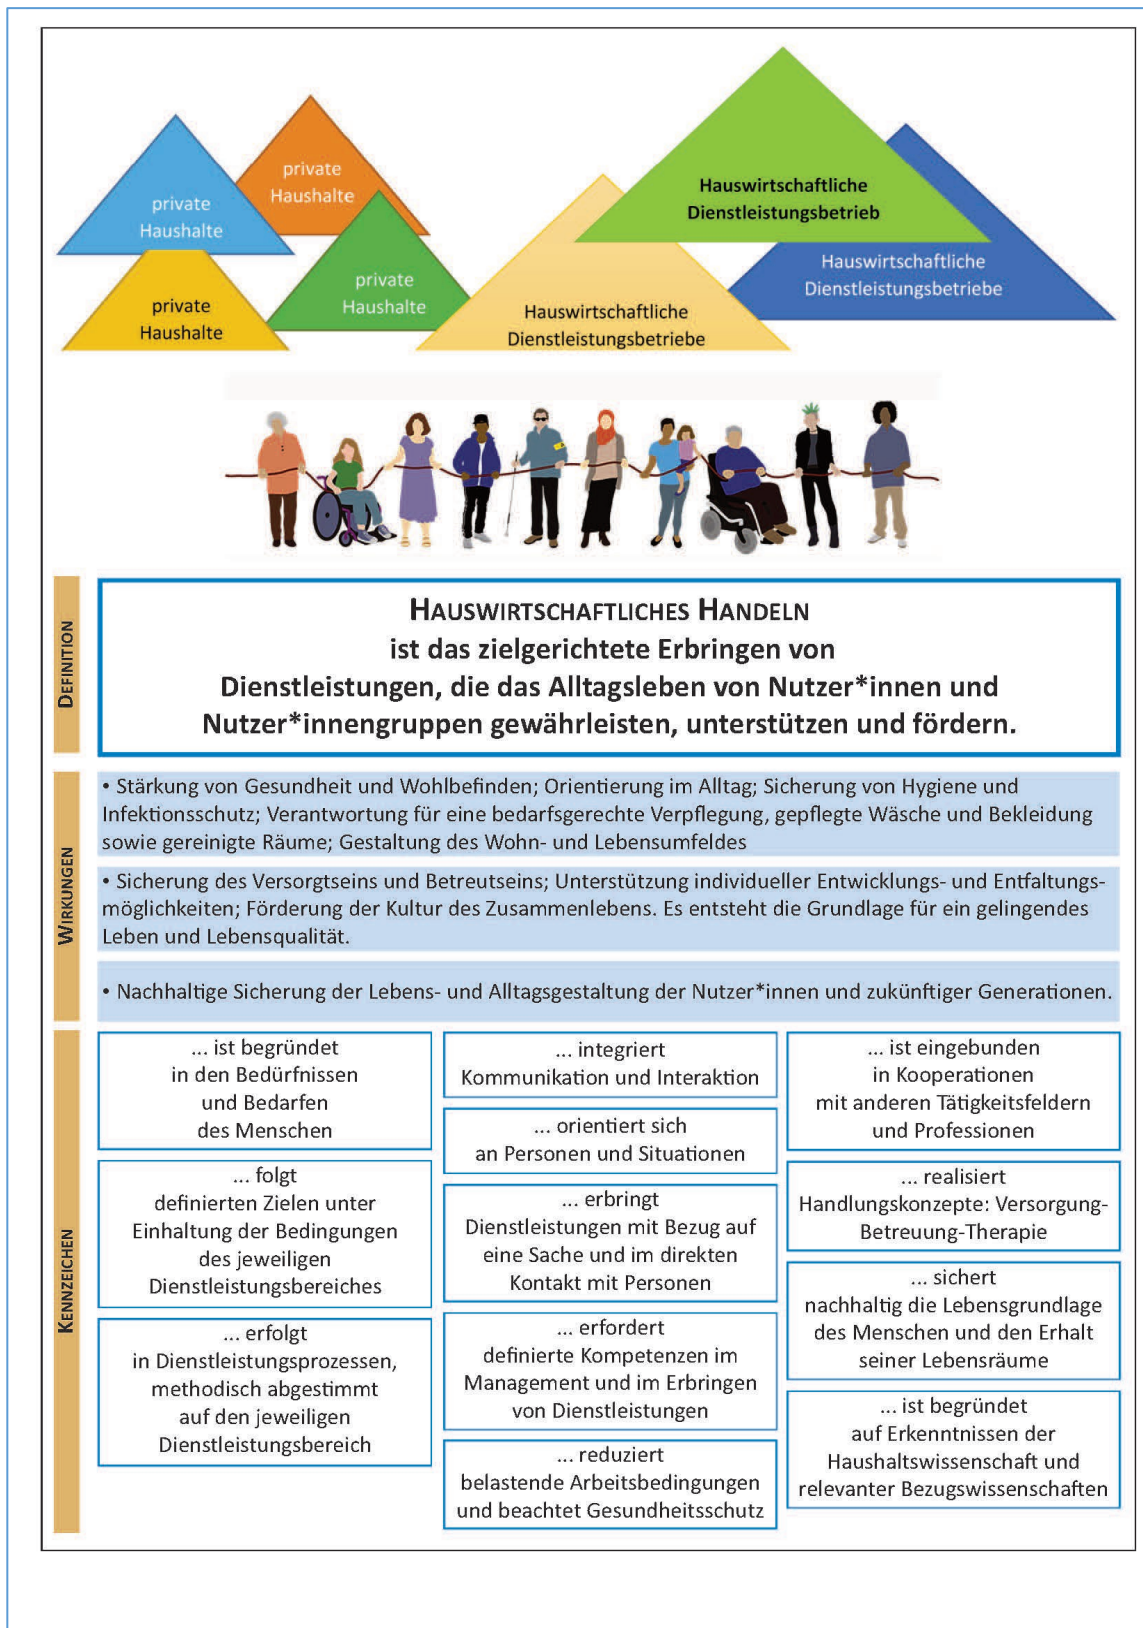 private
Haushalte
private
Haushalte
private
Haushalte
private
Haushalte
Hauswirtschaftliche
Dienstleistungsbetrieb
Hauswirtschaftliche
Dienstleistungsbetriebe
Hauswirtschaftliche
Dienstleistungsbetriebe
DEFINITION
HAUSWIRTSCHAFTLICHES HANDELN
ist das zielgerichtete Erbringen von
Dienstleistungen, die das Alltagsleben von Nutzer*innen und
Nutzer*innengruppen gewährleisten, unterstützen und fördern.
WIRKUNGEN
• Stärkung von Gesundheit und Wohlbefinden; Orientierung im Alltag; Sicherung von Hygiene und
Infektionsschutz; Verantwortung für eine bedarfsgerechte Verpflegung, gepflegte Wäsche und Bekleidung
sowie gereinigte Räume; Gestaltung des Wohn- und Lebensumfeldes
• Sicherung des Versorgtseins und Betreutseins; Unterstützung individueller Entwicklungs- und Entfaltungs-
möglichkeiten; Förderung der Kultur des Zusammenlebens. Es entsteht die Grundlage für ein gelingendes
Leben und Lebensqualität.
• Nachhaltige Sicherung der Lebens- und Alltagsgestaltung der Nutzer*innen und zukünftiger Generationen.
KENNZEICHEN
... ist begründet
in den Bedürfnissen
und Bedarfen
des Menschen
... folgt
definierten Zielen unter
Einhaltung der Bedingungen
des jeweiligen
Dienstleistungsbereiches
... erfolgt
in Dienstleistungsprozessen,
methodisch abgestimmt
auf den jeweiligen
Dienstleistungsbereich
... integriert
Kommunikation und Interaktion
... orientiert sich
an Personen und Situationen
... erbringt
Dienstleistungen mit Bezug auf
eine Sache und im direkten
Kontakt mit Personen
... erfordert
definierte Kompetenzen im
Management und im Erbringen
von Dienstleistungen
... reduziert
belastende Arbeitsbedingungen
und beachtet Gesundheitsschutz
... ist eingebunden
in Kooperationen
mit anderen Tätigkeitsfeldern
und Professionen
... realisiert
Handlungskonzepte: Versorgung-
Betreuung-Therapie
... sichert
nachhaltig die Lebensgrundlage
des Menschen und den Erhalt
seiner Lebensräume
... ist begründet
auf Erkenntnissen der
Haushaltswissenschaft und
relevanter Bezugswissenschaften